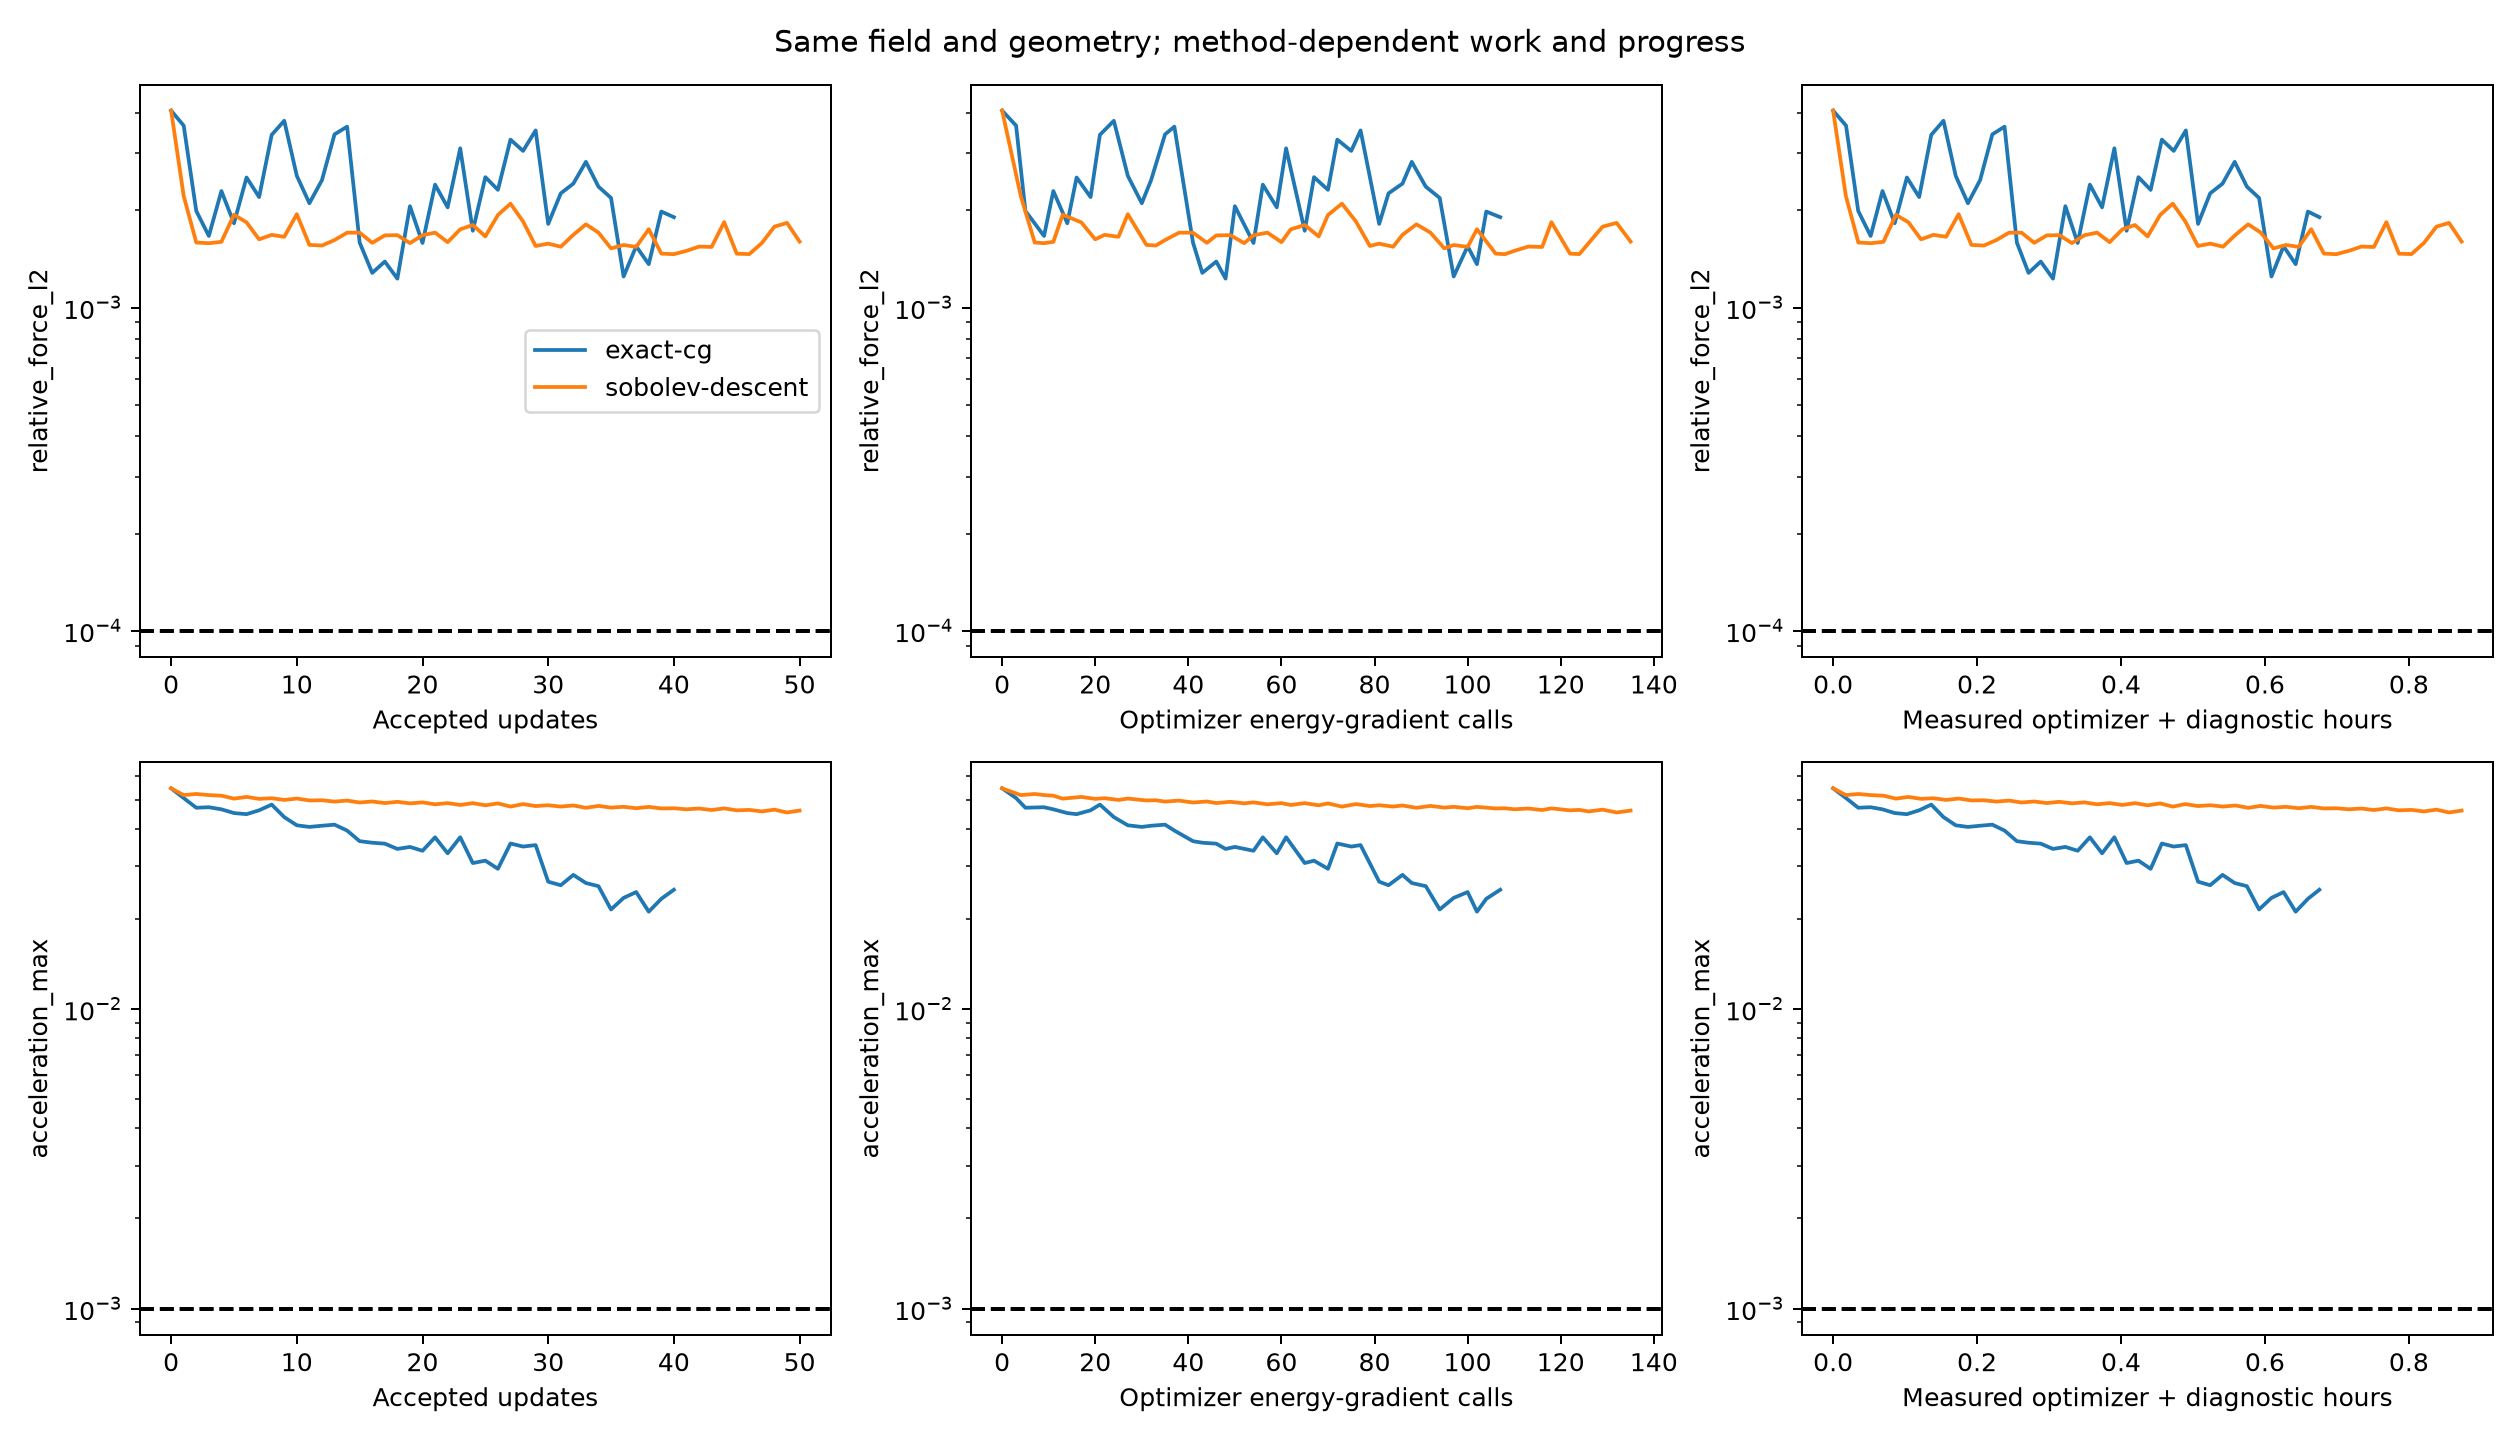 Same field and geometry; method-dependent work and progress
relative_force_l2
10⁻³
10⁻⁴
exact-cg
sobolev-descent
0 10 20 30 40 50
Accepted updates
relative_force_l2
10⁻³
10⁻⁴
0 20 40 60 80 100 120 140
Optimizer energy-gradient calls
relative_force_l2
10⁻³
10⁻⁴
0.0 0.2 0.4 0.6 0.8
Measured optimizer + diagnostic hours
acceleration_max
10⁻²
10⁻³
0 10 20 30 40 50
Accepted updates
acceleration_max
10⁻²
10⁻³
0 20 40 60 80 100 120 140
Optimizer energy-gradient calls
acceleration_max
10⁻²
10⁻³
0.0 0.2 0.4 0.6 0.8
Measured optimizer + diagnostic hours